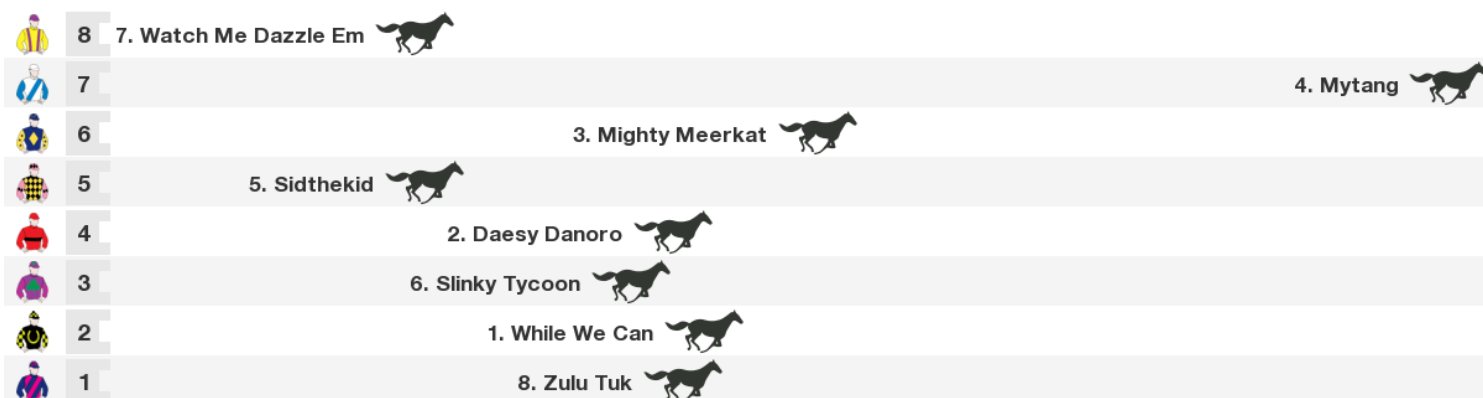 8 7. Watch Me Dazzle Em
7 4. Mytang
6 3. Mighty Meerkat
5 5. Sidthekid
4 2. Daesy Danoro
3 6. Slinky Tycoon
2 1. While We Can
1 8. Zulu Tuk